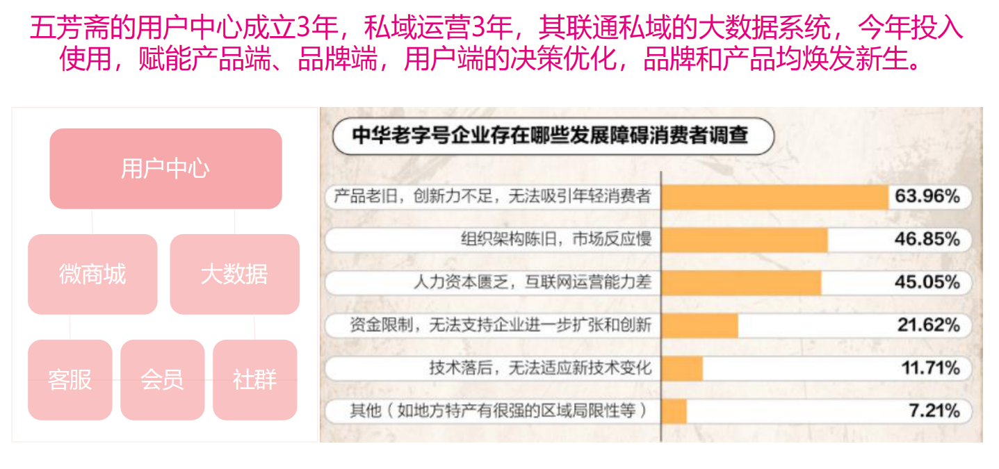 五芳斋的用户中心成立3年，私域运营3年，其联通私域的大数据系统，今年投入
使用，赋能产品端、品牌端，用户端的决策优化，品牌和产品均焕发新生。
用户中心
微商城
大数据
客服
会员
社群
中华老字号企业存在哪些发展障碍消费者调查
产品老旧，创新力不足，无法吸引年轻消费者 63.96%
组织架构陈旧，市场反应慢 46.85%
人力资本匮乏，互联网运营能力差 45.05%
资金限制，无法支持企业进一步扩张和创新 21.62%
技术落后，无法适应新技术变化 11.71%
其他（如地方特产有很强的区域局限性等） 7.21%